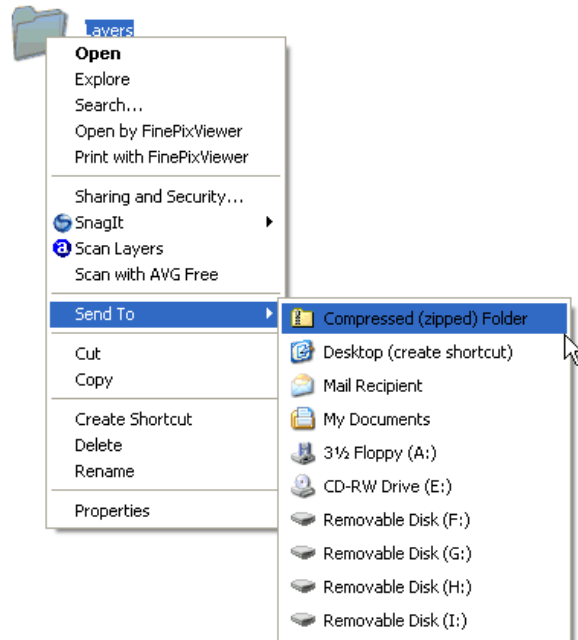 Layers
Open
Explore
Search...
Open by FinePixViewer
Print with FinePixViewer
Sharing and Security...
SnagIt
Scan Layers
Scan with AVG Free
Send To
Cut
Copy
Create Shortcut
Delete
Rename
Properties
Compressed (zipped) Folder
Desktop (create shortcut)
Mail Recipient
My Documents
3½ Floppy (A:)
CD-RW Drive (E:)
Removable Disk (F:)
Removable Disk (G:)
Removable Disk (H:)
Removable Disk (I:)